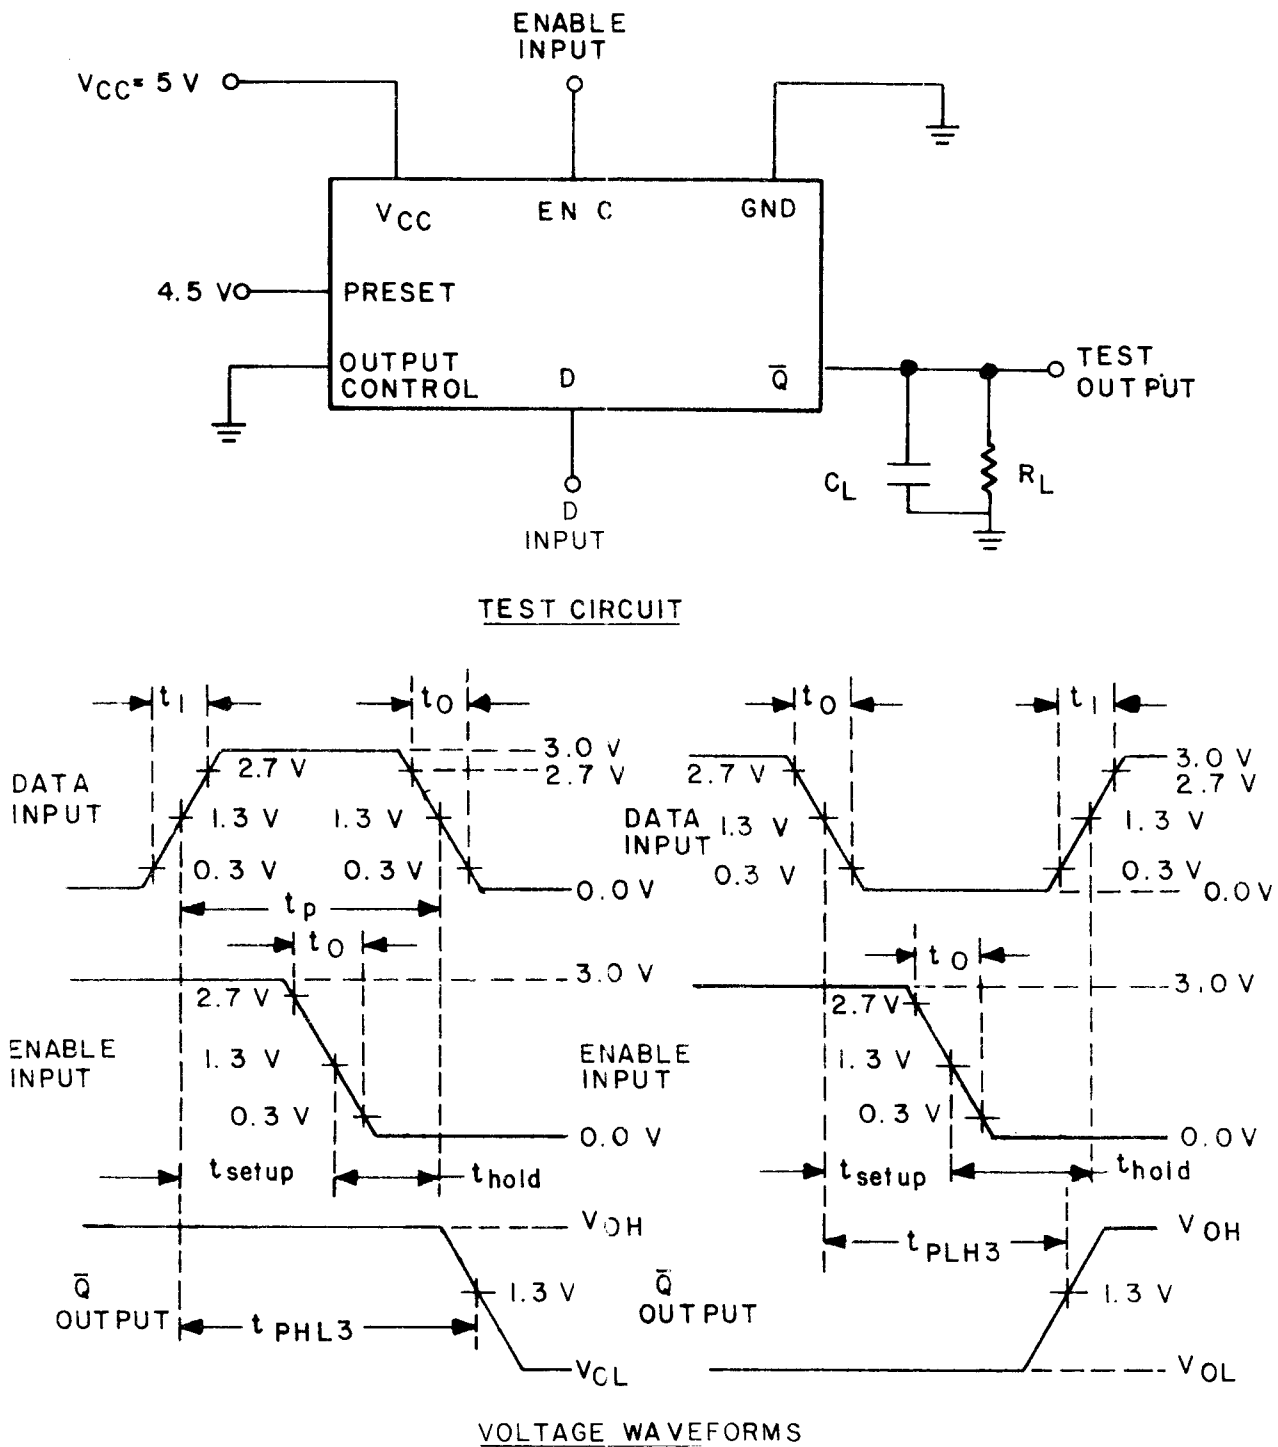 ENABLE
INPUT
VCC= 5 V
VCC
EN C
GND
4.5 V
PRESET
OUTPUT
CONTROL
D
Q̄
TEST
OUTPUT
CL
RL
D
INPUT
TEST CIRCUIT
t1
t0
t0
t1
DATA
INPUT
2.7 V
3.0 V
2.7 V
1.3 V
1.3 V
0.3 V
0.3 V
0.0 V
tp
DATA
INPUT
2.7 V
3.0 V
2.7 V
1.3 V
1.3 V
0.3 V
0.3 V
0.0 V
t0
t0
ENABLE
INPUT
3.0 V
2.7 V
1.3 V
0.3 V
0.0 V
ENABLE
INPUT
3.0 V
2.7 V
1.3 V
0.3 V
0.0 V
tsetup
thold
tsetup
thold
VOH
Q̄
OUTPUT
1.3 V
tPHL3
VOL
tPLH3
VOH
Q̄
OUTPUT
1.3 V
VOL
VOLTAGE WAVEFORMS